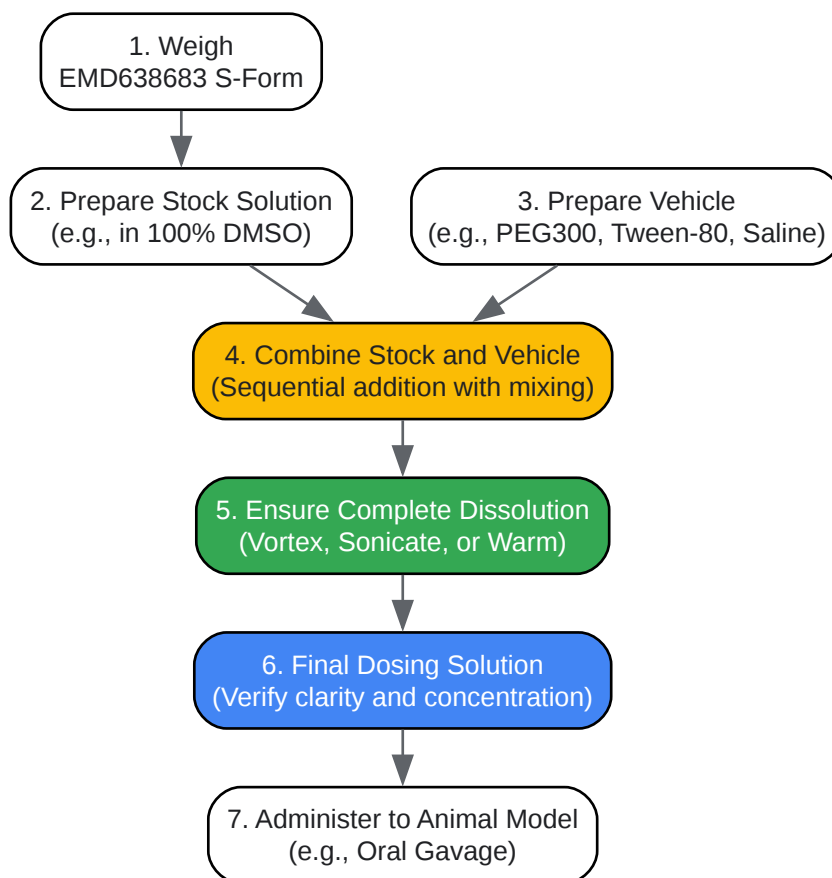 1. Weigh
EMD638683 S-Form
2. Prepare Stock Solution
(e.g., in 100% DMSO)
3. Prepare Vehicle
(e.g., PEG300, Tween-80, Saline)
4. Combine Stock and Vehicle
(Sequential addition with mixing)
5. Ensure Complete Dissolution
(Vortex, Sonicate, or Warm)
6. Final Dosing Solution
(Verify clarity and concentration)
7. Administer to Animal Model
(e.g., Oral Gavage)